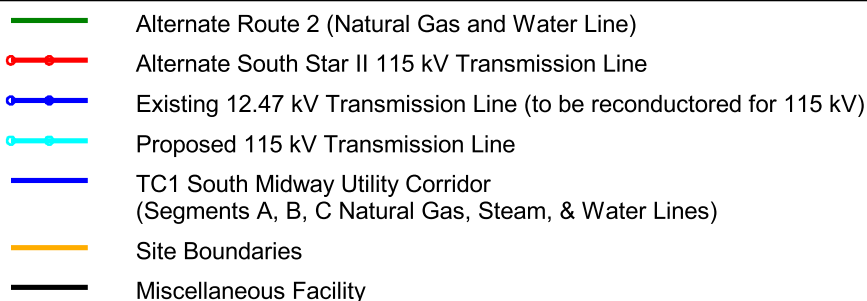 Alternate Route 2 (Natural Gas and Water Line)
Alternate South Star II 115 kV Transmission Line
Existing 12.47 kV Transmission Line (to be reconductored for 115 kV)
Proposed 115 kV Transmission Line
TC1 South Midway Utility Corridor
(Segments A, B, C Natural Gas, Steam, & Water Lines)
Site Boundaries
Miscellaneous Facility